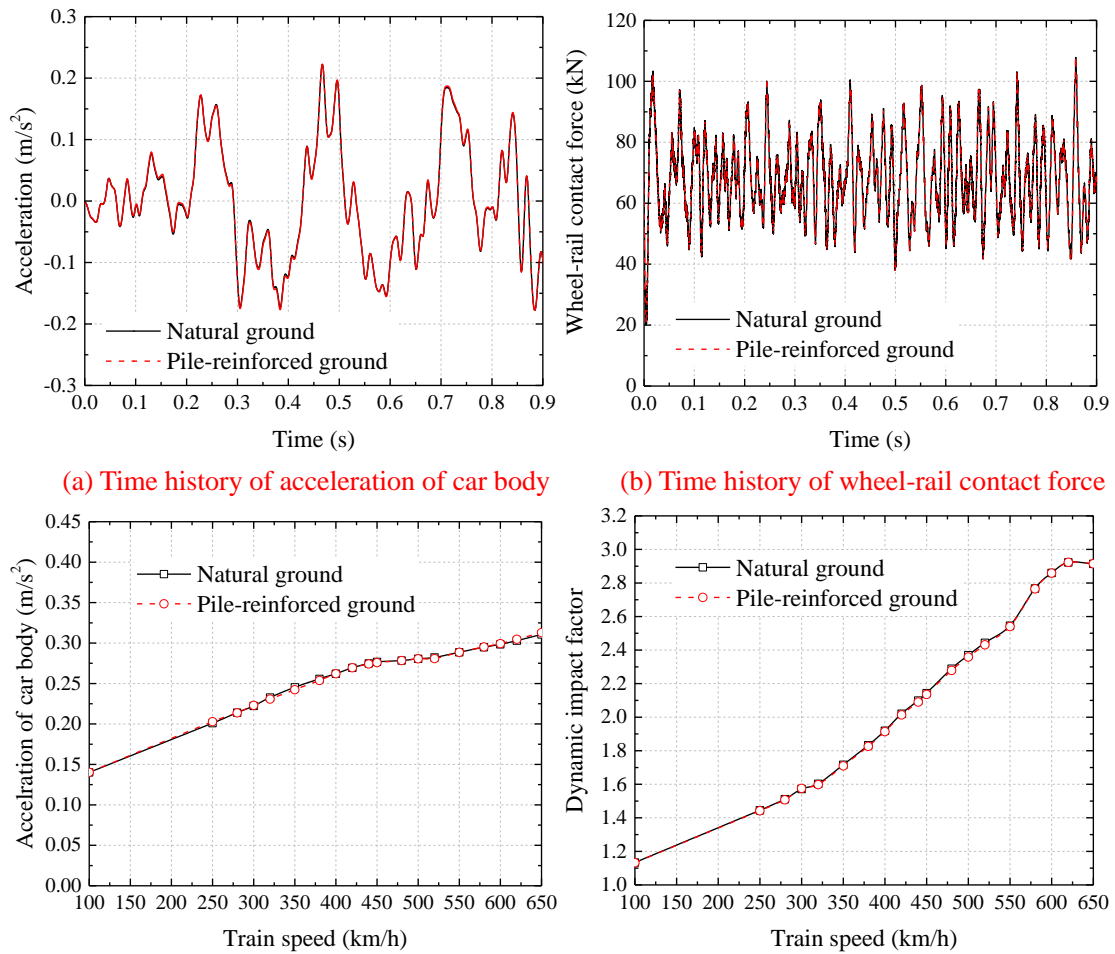 0.3
0.2
0.1
0.0
-0.1
-0.2
-0.3
Acceleration (m/s²)
Natural ground
Pile-reinforced ground
0.0 0.1 0.2 0.3 0.4 0.5 0.6 0.7 0.8 0.9
Time (s)
(a) Time history of acceleration of car body
120
100
80
60
40
20
0
Wheel-rail contact force (kN)
Natural ground
Pile-reinforced ground
0.0 0.1 0.2 0.3 0.4 0.5 0.6 0.7 0.8 0.9
Time (s)
(b) Time history of wheel-rail contact force
0.45
0.40
0.35
0.30
0.25
0.20
0.15
0.10
0.05
0.00
Accelration of car body (m/s²)
Natural ground
Pile-reinforced ground
100 150 200 250 300 350 400 450 500 550 600 650
Train speed (km/h)
3.2
3.0
2.8
2.6
2.4
2.2
2.0
1.8
1.6
1.4
1.2
1.0
Dynamic impact factor
Natural ground
Pile-reinforced ground
100 150 200 250 300 350 400 450 500 550 600 650
Train speed (km/h)